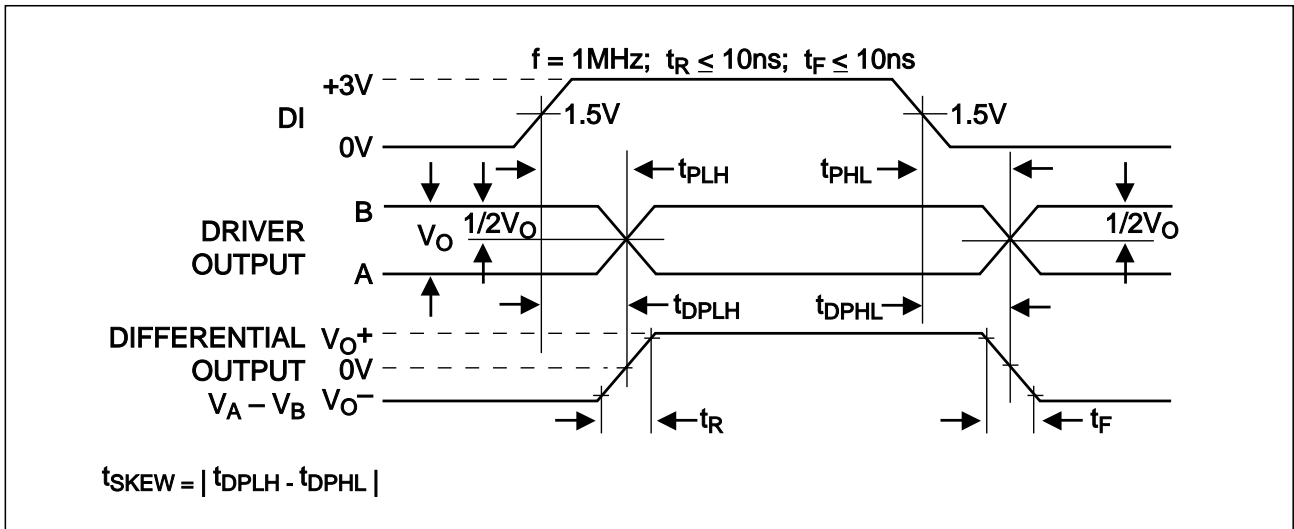 f = 1MHz; tR ≤ 10ns; tF ≤ 10ns
+3V
DI
1.5V
1.5V
0V
tPLH
tPHL
B
DRIVER
OUTPUT
VO
1/2VO
1/2VO
A
tDPLH
tDPHL
DIFFERENTIAL
OUTPUT
VA – VB
VO+
0V
VO–
tR
tF
tSKEW = | tDPLH - tDPHL |